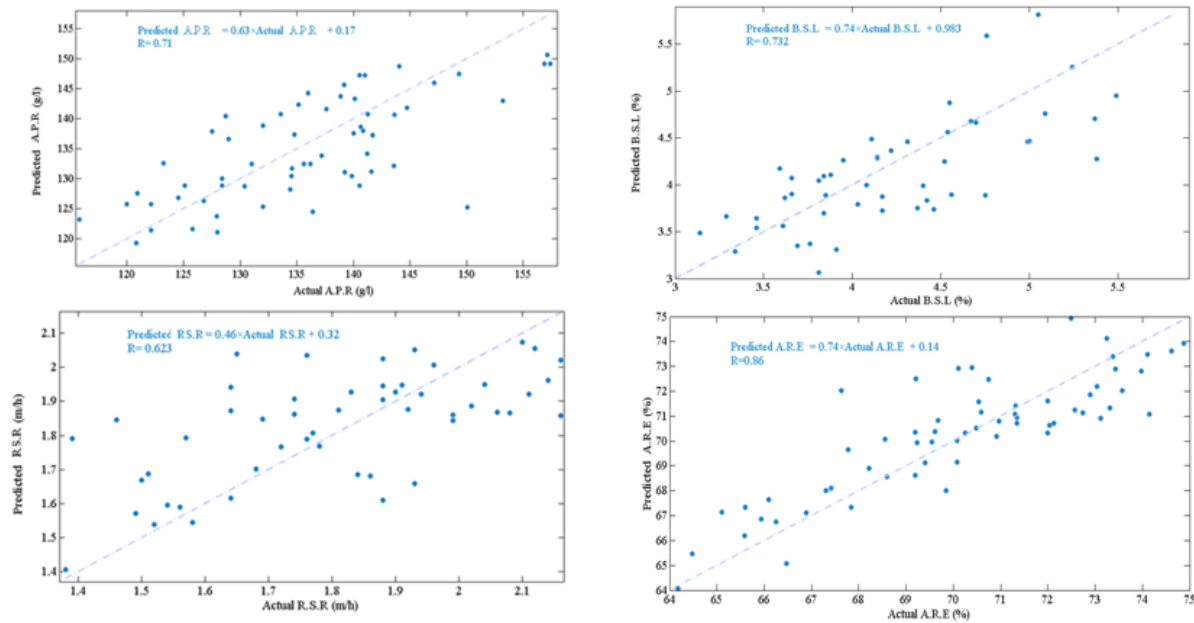 Predicted A.P.R = 0.63×Actual A.P.R + 0.17
R= 0.71
155
150
145
140
135
130
125
120
Predicted A.P.R (g/l)
120 125 130 135 140 145 150 155
Actual A.P.R (g/l)
Predicted B.S.L = 0.74×Actual B.S.L + 0.983
R= 0.732
5.5
5
4.5
4
3.5
3
Predicted B.S.L (%)
3 3.5 4 4.5 5 5.5
Actual B.S.L (%)
Predicted RS.R = 0.46×Actual RS.R + 0.32
R= 0.623
2.1
2
1.9
1.8
1.7
1.6
1.5
1.4
Predicted RS.R (m/h)
1.4 1.5 1.6 1.7 1.8 1.9 2 2.1
Actual R.S.R (m/h)
Predicted A.R.E = 0.74×Actual A.R.E + 0.14
R=0.86
75
74
73
72
71
70
69
68
67
66
65
64
Predicted A.R.E (%)
64 65 66 67 68 69 70 71 72 73 74 75
Actual A.R.E (%)